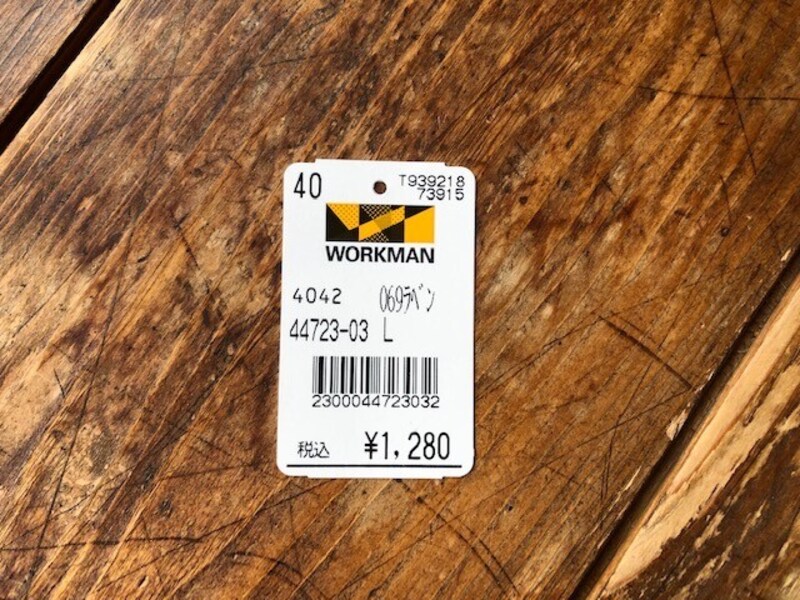 40 T939218
73915
WORKMAN
4042 069ﾗﾍﾞﾝ
44723-03 L
2300044723032
税込 ¥1,280